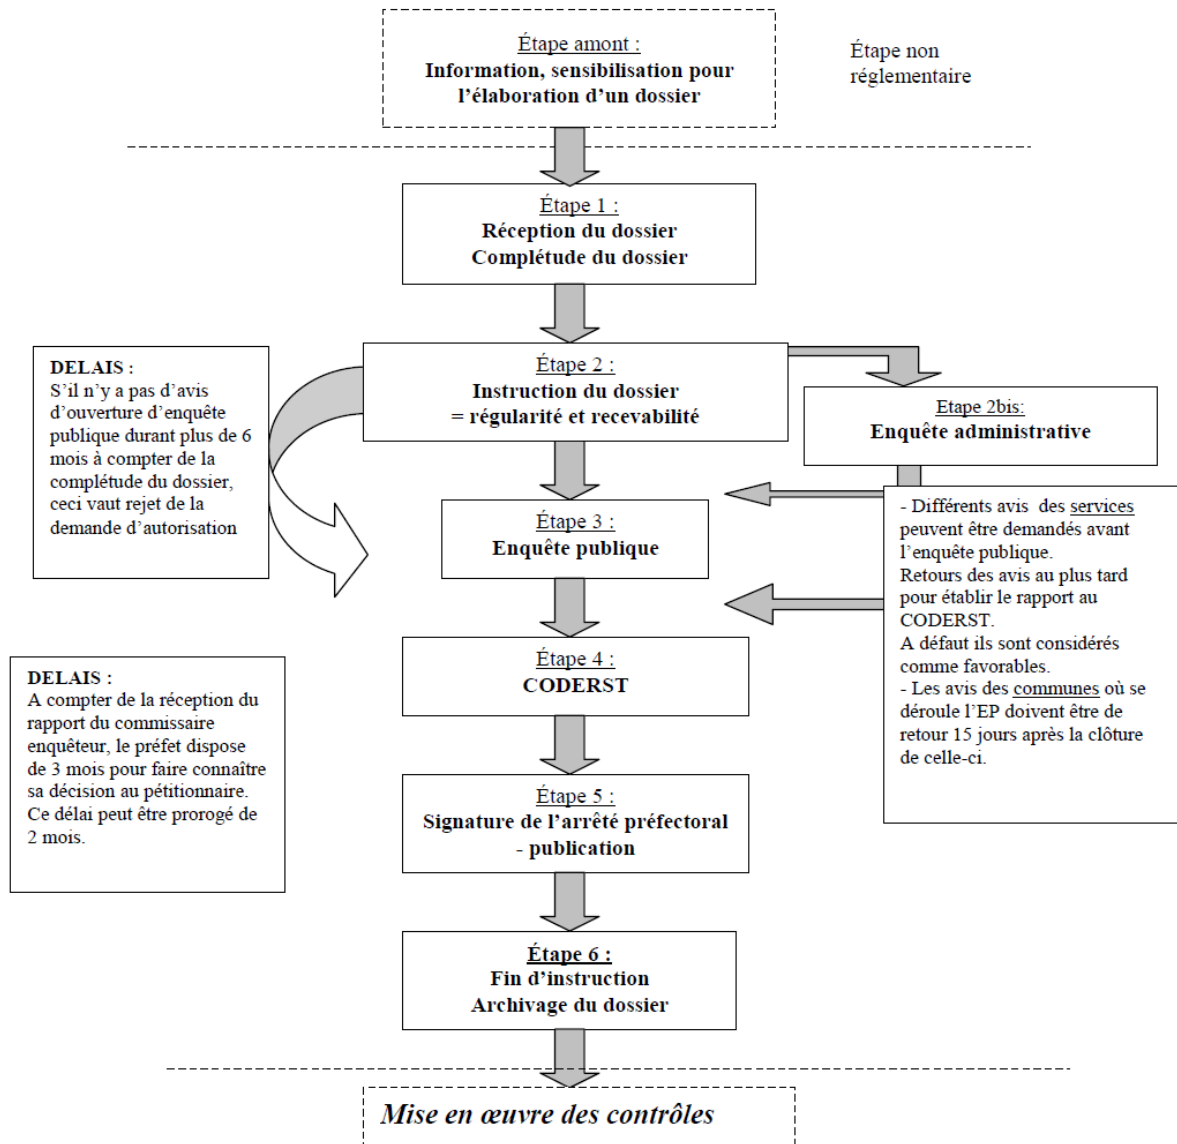 Étape amont :
Information, sensibilisation pour
l’élaboration d’un dossier
Étape non
réglementaire
Étape 1 :
Réception du dossier
Complétude du dossier
DELAIS :
S’il n’y a pas d’avis
d’ouverture d’enquête
publique durant plus de 6
mois à compter de la
complétude du dossier,
ceci vaut rejet de la
demande d’autorisation
Étape 2 :
Instruction du dossier
= régularité et recevabilité
Etape 2bis:
Enquête administrative
- Différents avis des services
peuvent être demandés avant
l’enquête publique.
Retours des avis au plus tard
pour établir le rapport au
CODERST.
A défaut ils sont considérés
comme favorables.
- Les avis des communes où se
déroule l’EP doivent être de
retour 15 jours après la clôture
de celle-ci.
Étape 3 :
Enquête publique
DELAIS :
A compter de la réception du
rapport du commissaire
enquêteur, le préfet dispose
de 3 mois pour faire connaître
sa décision au pétitionnaire.
Ce délai peut être prorogé de
2 mois.
Étape 4 :
CODERST
Étape 5 :
Signature de l’arrêté préfectoral
- publication
Étape 6 :
Fin d’instruction
Archivage du dossier
Mise en œuvre des contrôles